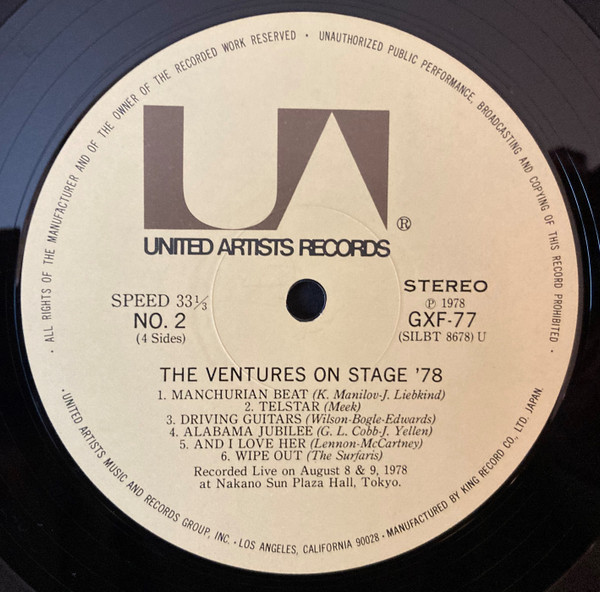 · ALL RIGHTS OF THE MANUFACTURER AND OF THE OWNER OF THE RECORDED WORK RESERVED · UNAUTHORIZED PUBLIC PERFORMANCE, BROADCASTING AND COPYING OF THIS RECORD PROHIBITED ·
UA
®
UNITED ARTISTS RECORDS
SPEED 33 1/3
NO. 2
(4 Sides)
STEREO
℗ 1978
GXF-77
(SILBT 8678) U
THE VENTURES ON STAGE '78
1. MANCHURIAN BEAT (K. Manilov-J. Liebkind)
2. TELSTAR (Meek)
3. DRIVING GUITARS (Wilson-Bogle-Edwards)
4. ALABAMA JUBILEE (G. L. Cobb-J. Yellen)
5. AND I LOVE HER (Lennon-McCartney)
6. WIPE OUT (The Surfaris)
Recorded Live on August 8 & 9, 1978
at Nakano Sun Plaza Hall, Tokyo.
· UNITED ARTISTS MUSIC AND RECORDS GROUP, INC. · LOS ANGELES, CALIFORNIA 90028 · MANUFACTURED BY KING RECORD CO., LTD. JAPAN.